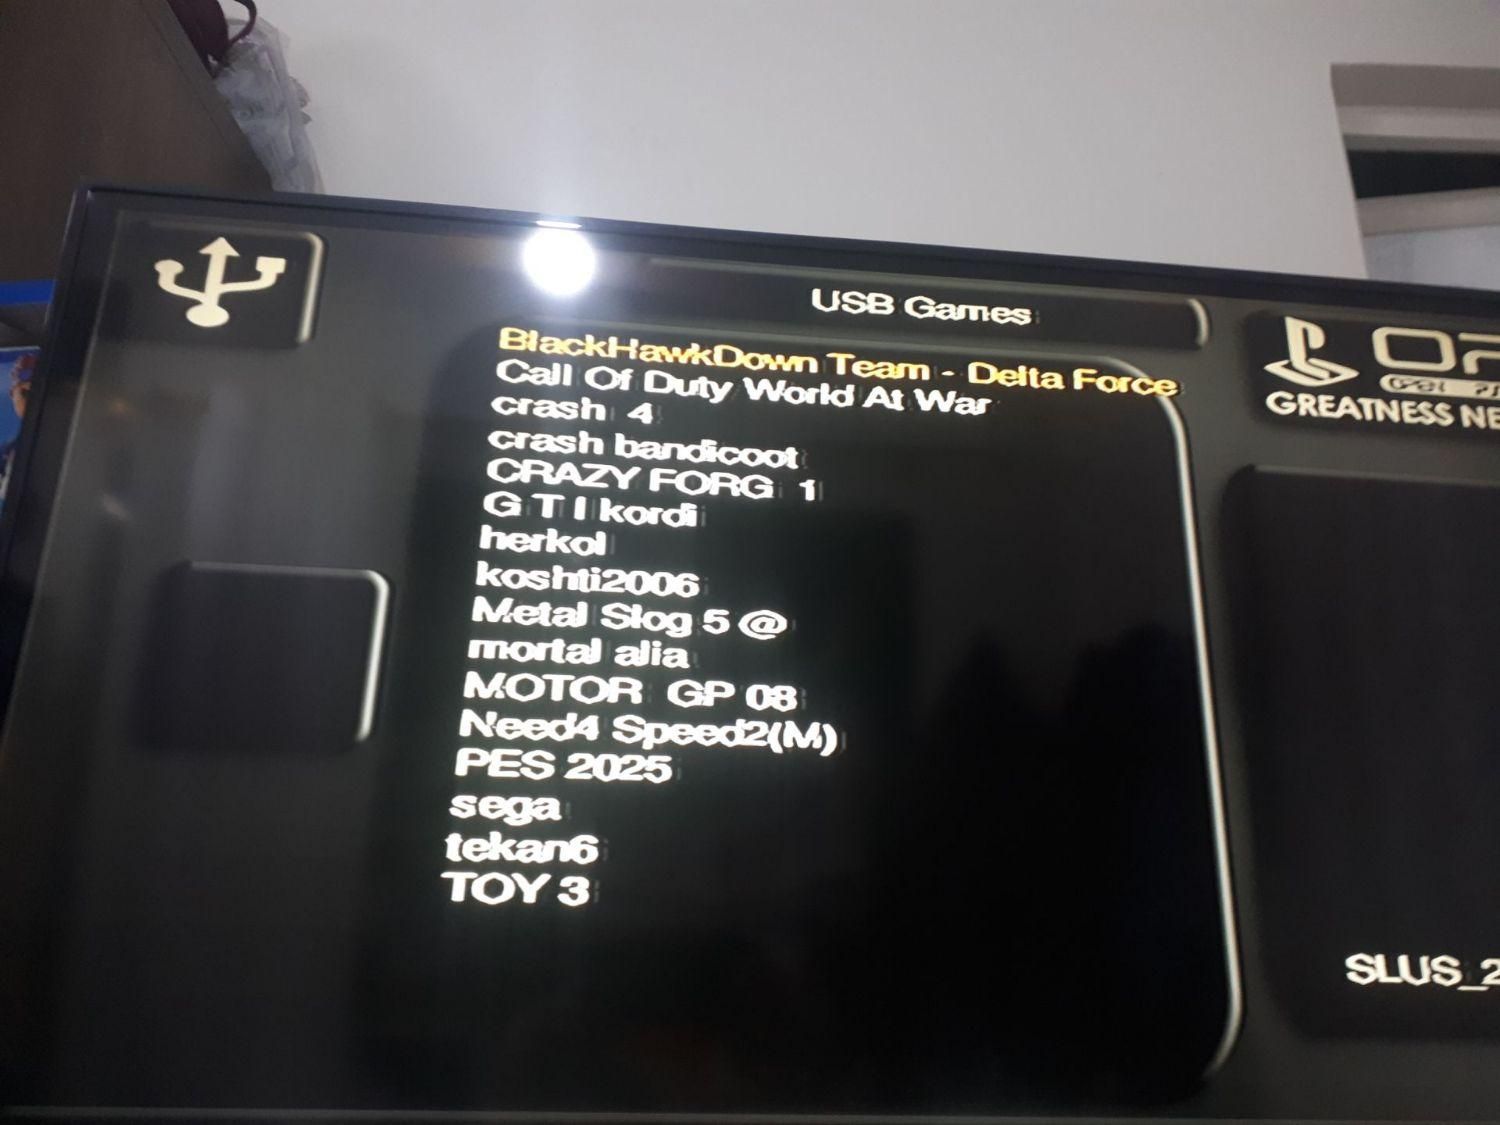 USB Games
BlackHawkDown Team - Delta Force
Call Of Duty World At War
crash 4
crash bandicoot
CRAZY FORG 1
G T I kordi
herkol
koshti2006
Metal Slog 5 @
mortal alia
MOTOR GP 08
Need4 Speed2(M)
PES 2025
sega
tekan6
TOY 3
GREATNESS
SLUS_2